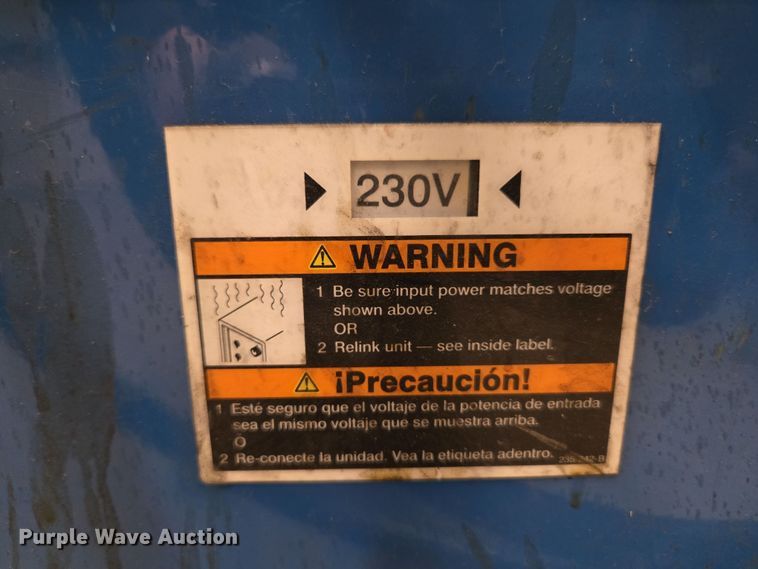 230V
WARNING
1 Be sure input power matches voltage
shown above.
OR
2 Relink unit — see inside label.
¡Precaución!
1 Esté seguro que el voltaje de la potencia de entrada
sea el mismo voltaje que se muestra arriba.
Ó
2 Re-conecte la unidad. Vea la etiqueta adentro. 235 242-B
Purple Wave Auction